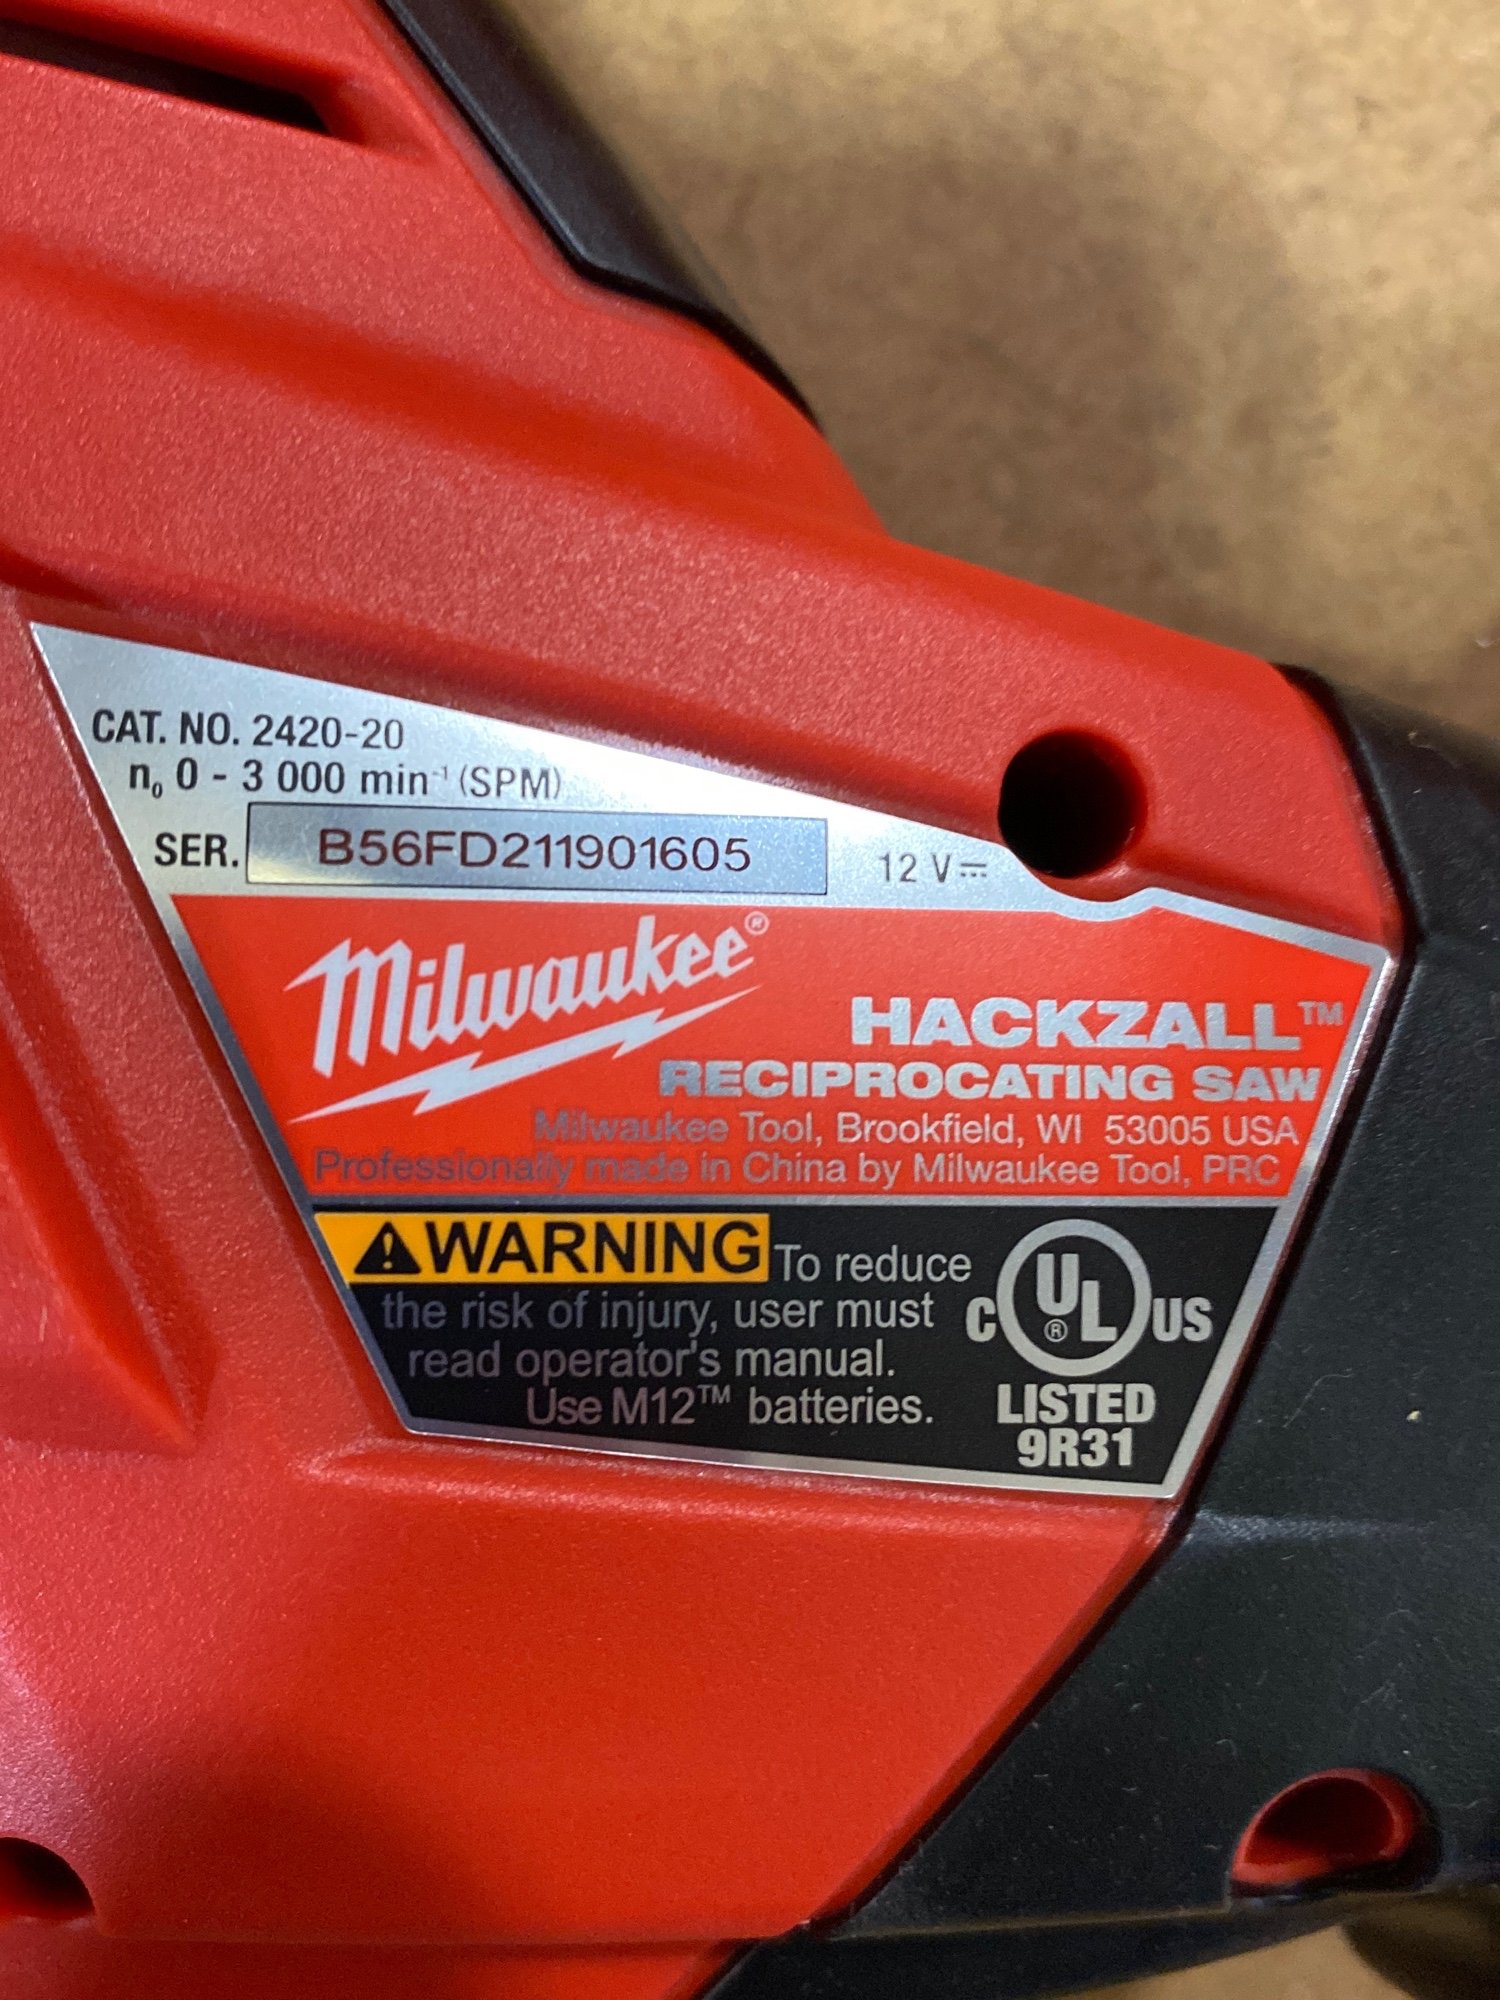 CAT. NO. 2420-20
n₀ 0 - 3 000 min⁻¹ (SPM)
SER. B56FD211901605 12 V⎓
Milwaukee®
HACKZALL™
RECIPROCATING SAW
Milwaukee Tool, Brookfield, WI 53005 USA
Professionally made in China by Milwaukee Tool, PRC
⚠WARNING To reduce
the risk of injury, user must
read operator's manual.
Use M12™ batteries.
C UL® US
LISTED
9R31